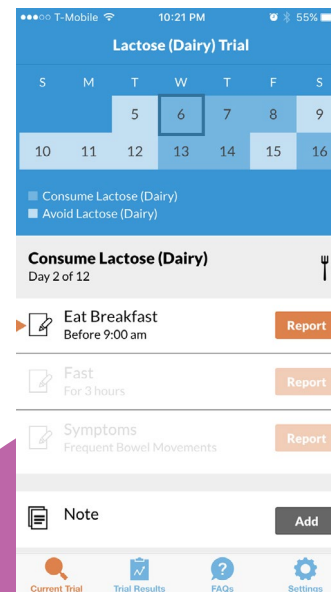 T-Mobile 10:21 PM 55%
Lactose (Dairy) Trial
S M T W T F S
5 6 7 8 9
10 11 12 13 14 15 16
Consume Lactose (Dairy)
Avoid Lactose (Dairy)
Consume Lactose (Dairy)
Day 2 of 12
Eat Breakfast
Before 9:00 am
Report
Fast
For 3 hours
Report
Symptoms
Frequent Bowel Movements
Report
Note
Add
Current Trial Trial Results FAQs Settings